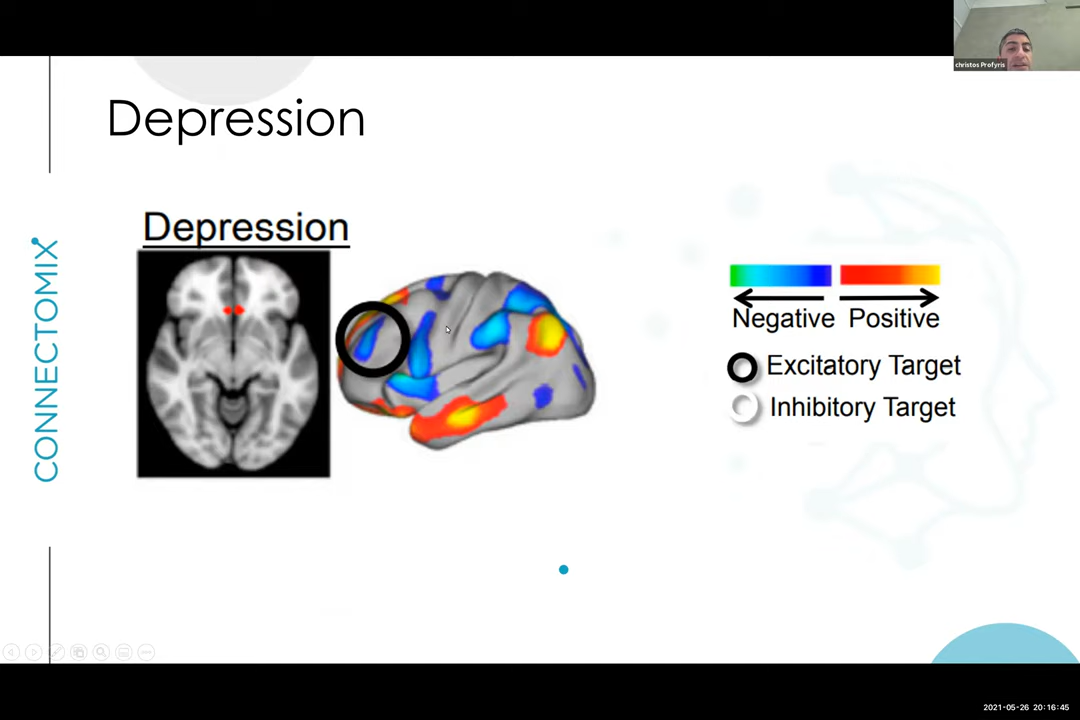 christos Profyris
Depression
CONNECTOMIX
Depression
Negative Positive
Excitatory Target
Inhibitory Target
2021-05-26 20:16:45